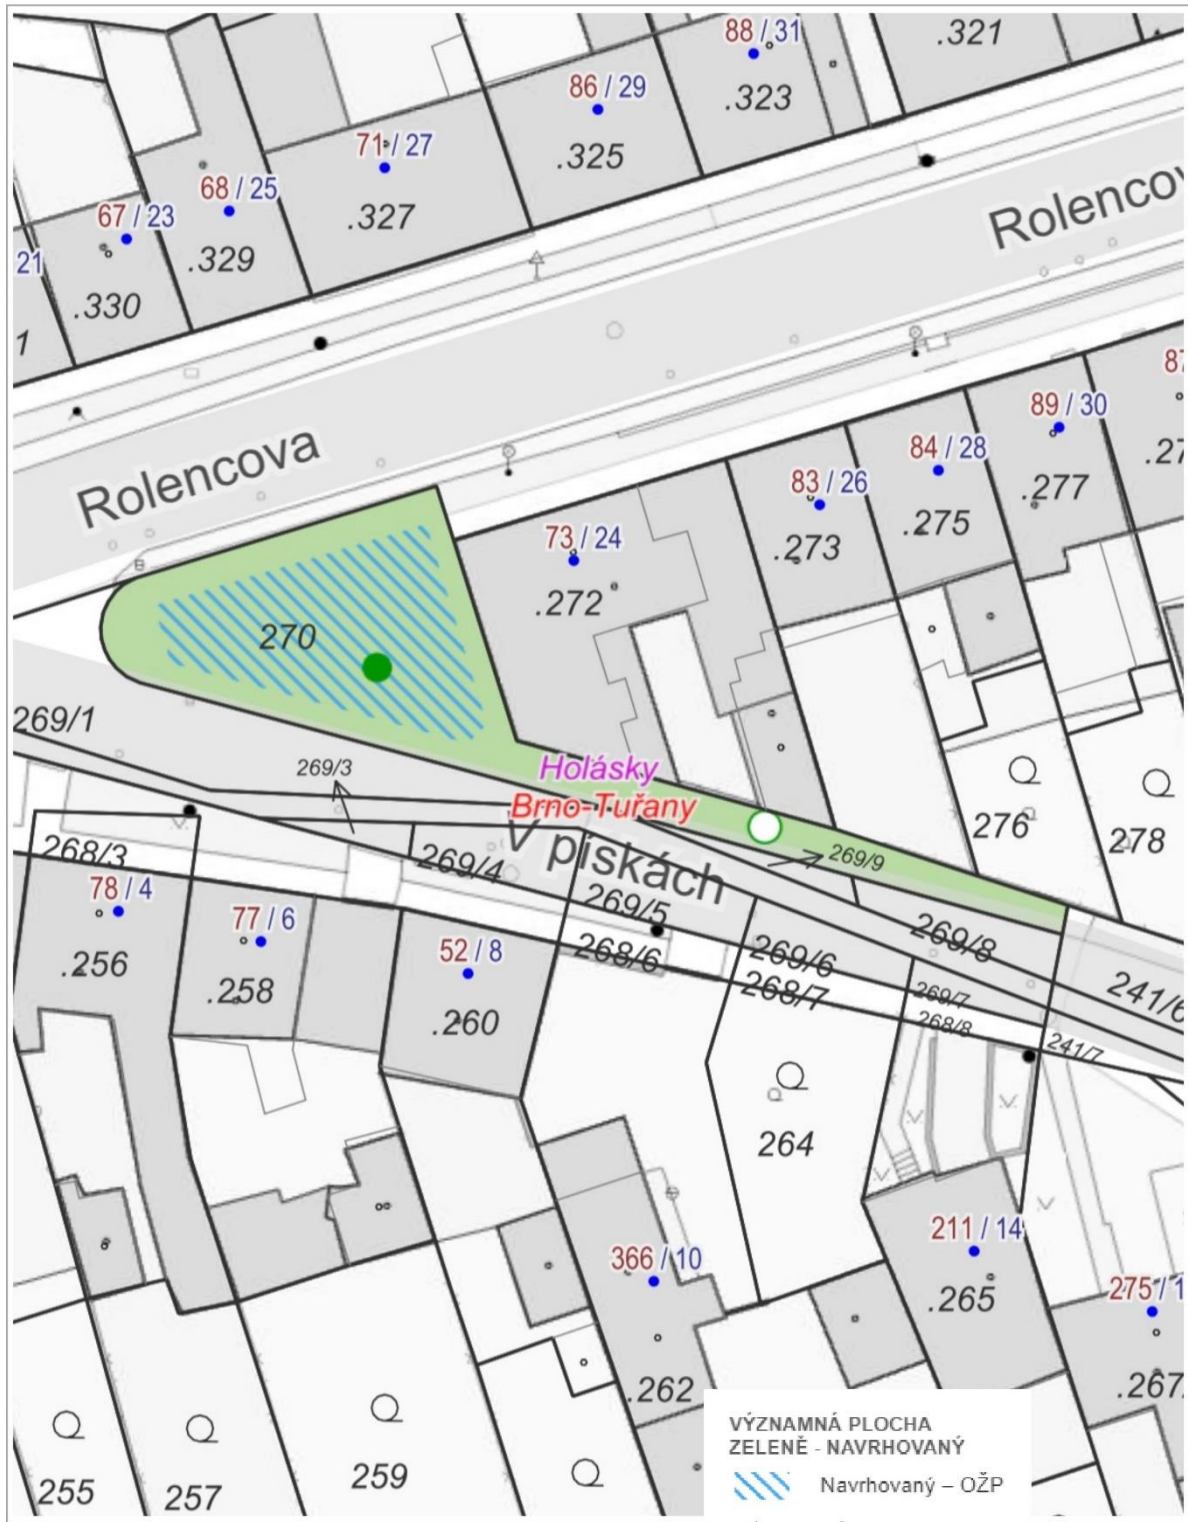 88 / 31
.321
86 / 29
.323
71 / 27
.325
68 / 25
67 / 23
.327
Rolencov
21
.329
.330
1
87
89 / 30
Rolencova
84 / 28
.27
83 / 26
.277
73 / 24
.275
.273
.272
270
269/1
269/3
Holásky
Brno-Tuřany
276
278
V pískách
268/3
269/4
269/9
78 / 4
269/5
77 / 6
269/8
52 / 8
268/6
269/6
.256
.258
268/7
269/7
241/6
.260
268/8
241/7
264
211 / 14
366 / 10
275 / 1
.265
.262
.267
259
255
257
VÝZNAMNÁ PLOCHA
ZELENĚ - NAVRHOVANÝ
Navrhovaný – OŽP